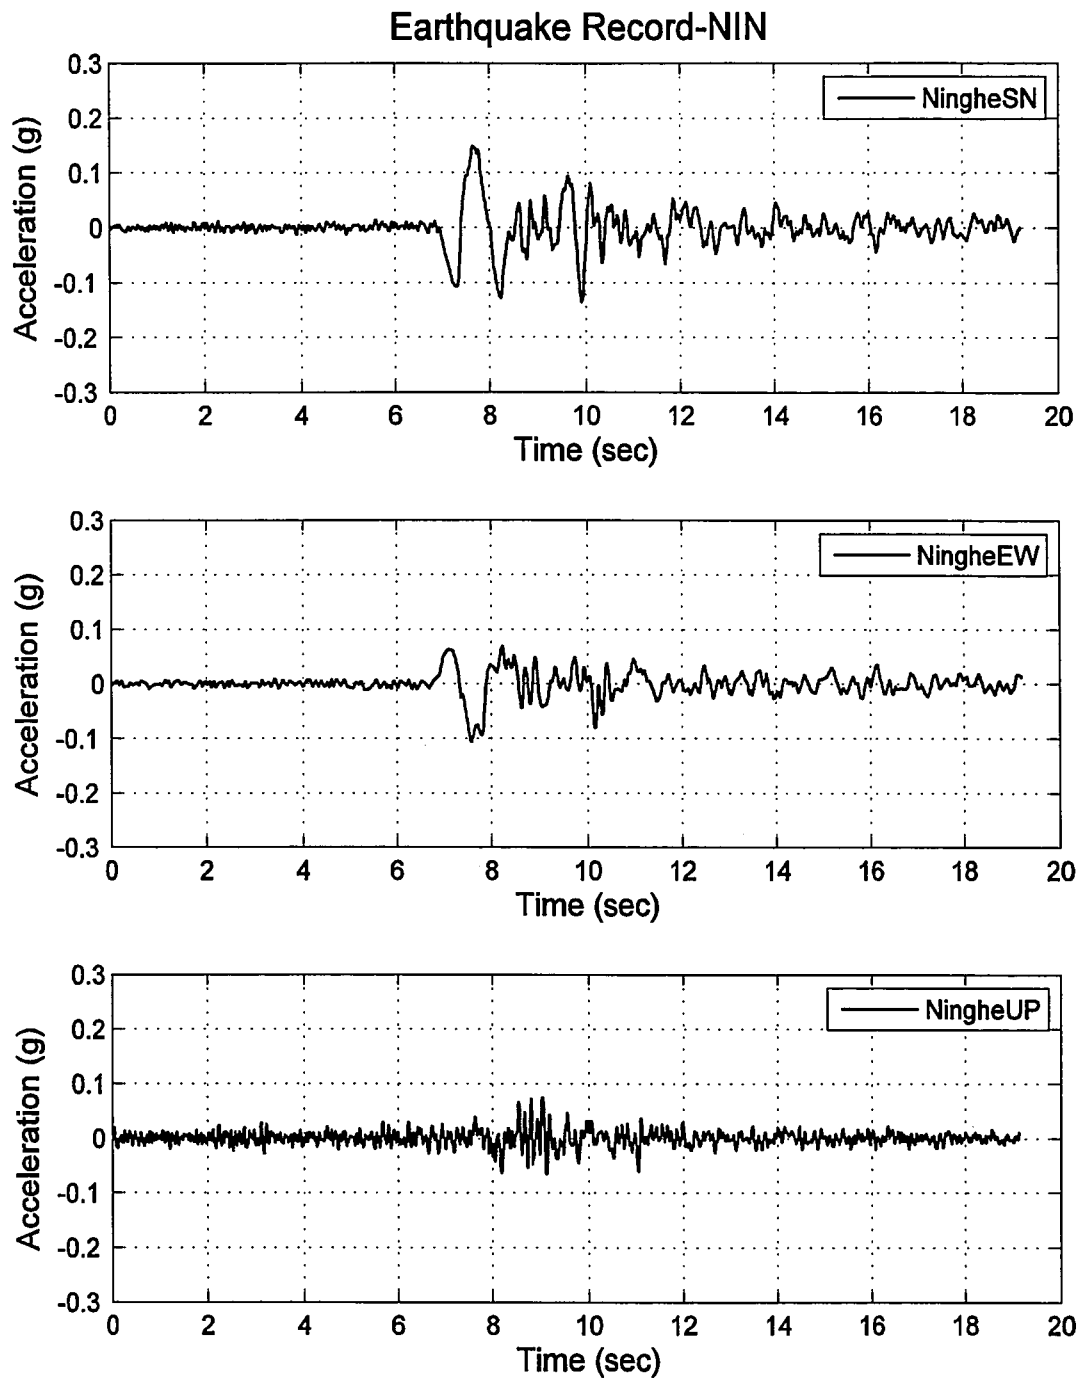 Earthquake Record-NIN
0.3
NingheSN
0.2
0.1
0
-0.1
-0.2
-0.3
Acceleration (g)
0 2 4 6 8 10 12 14 16 18 20
Time (sec)
0.3
NingheEW
0.2
0.1
0
-0.1
-0.2
-0.3
Acceleration (g)
0 2 4 6 8 10 12 14 16 18 20
Time (sec)
0.3
NingheUP
0.2
0.1
0
-0.1
-0.2
-0.3
Acceleration (g)
0 2 4 6 8 10 12 14 16 18 20
Time (sec)